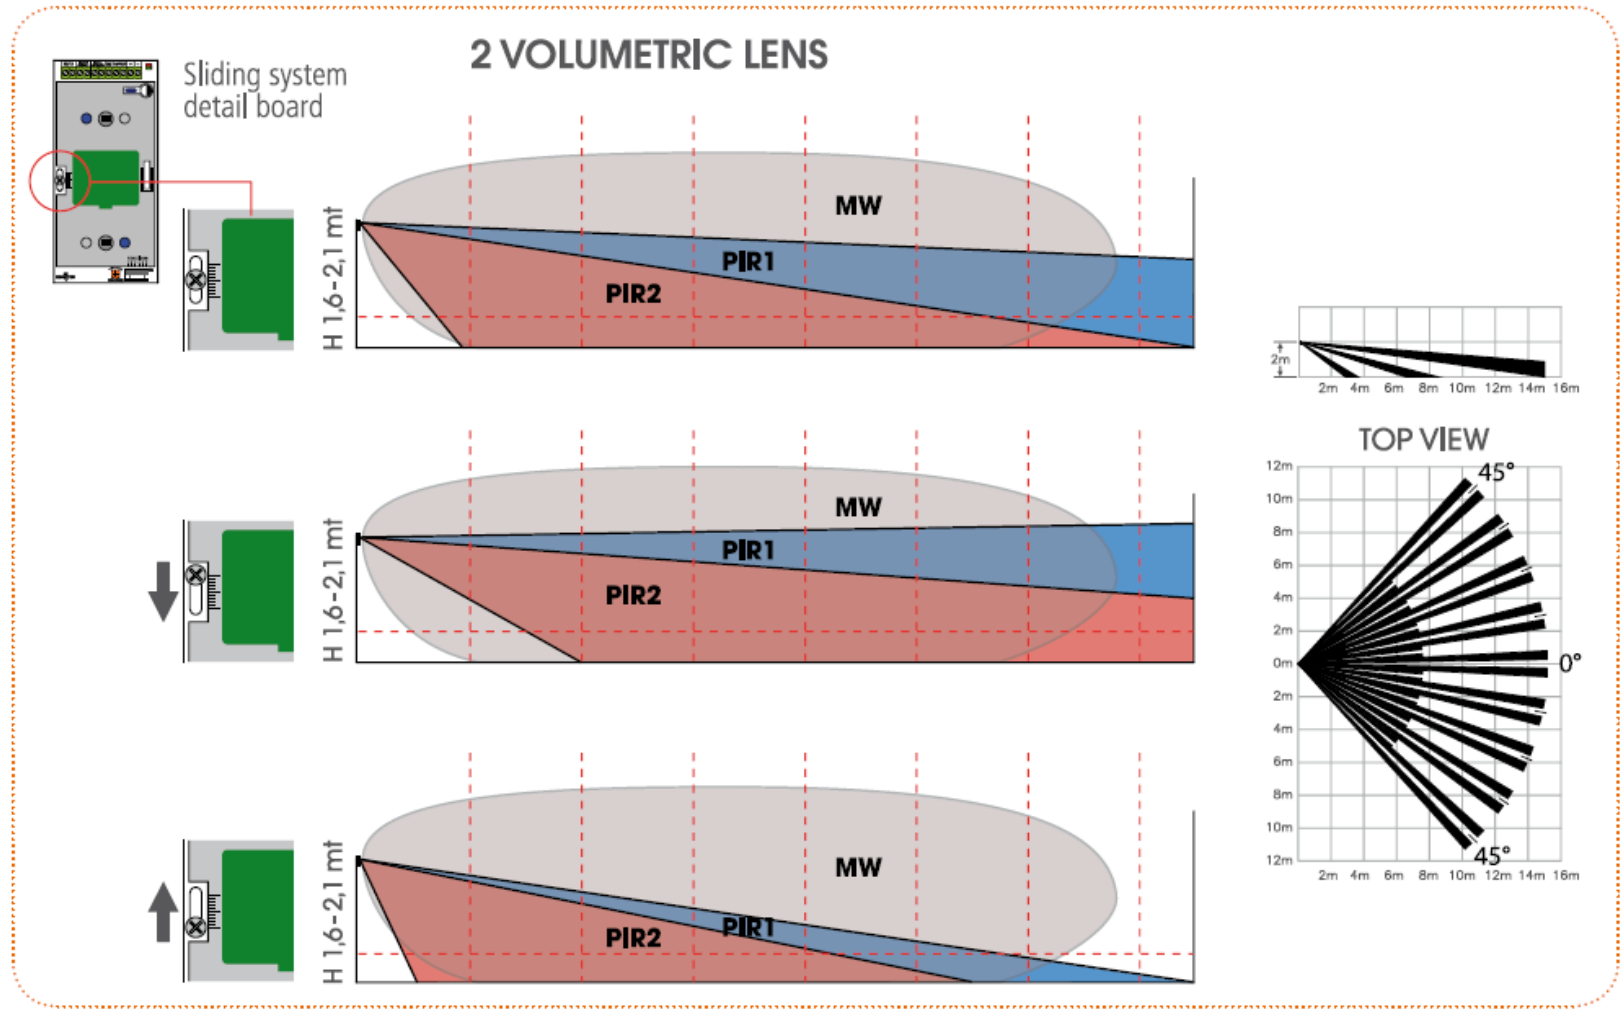 2 VOLUMETRIC LENS
Sliding system
detail board
H 1,6-2,1 mt
MW
PIR1
PIR2
H 1,6-2,1 mt
MW
PIR1
PIR2
H 1,6-2,1 mt
MW
PIR1
PIR2
2m
2m 4m 6m 8m 10m 12m 14m 16m
TOP VIEW
12m
10m
8m
6m
4m
2m
0m
2m
4m
6m
8m
10m
12m
45°
0°
45°
2m 4m 6m 8m 10m 12m 14m 16m